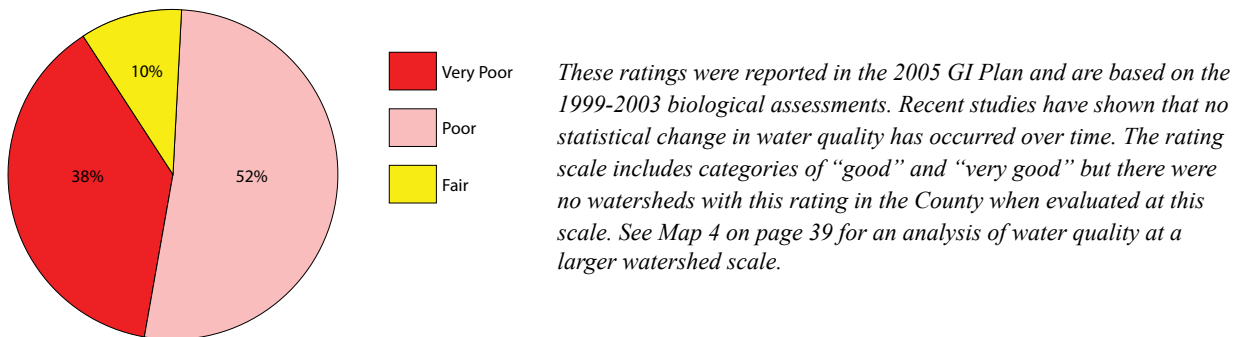 10%
38%
52%
Very Poor
Poor
Fair
These ratings were reported in the 2005 GI Plan and are based on the
1999-2003 biological assessments. Recent studies have shown that no
statistical change in water quality has occurred over time. The rating
scale includes categories of “good” and “very good” but there were
no watersheds with this rating in the County when evaluated at this
scale. See Map 4 on page 39 for an analysis of water quality at a
larger watershed scale.